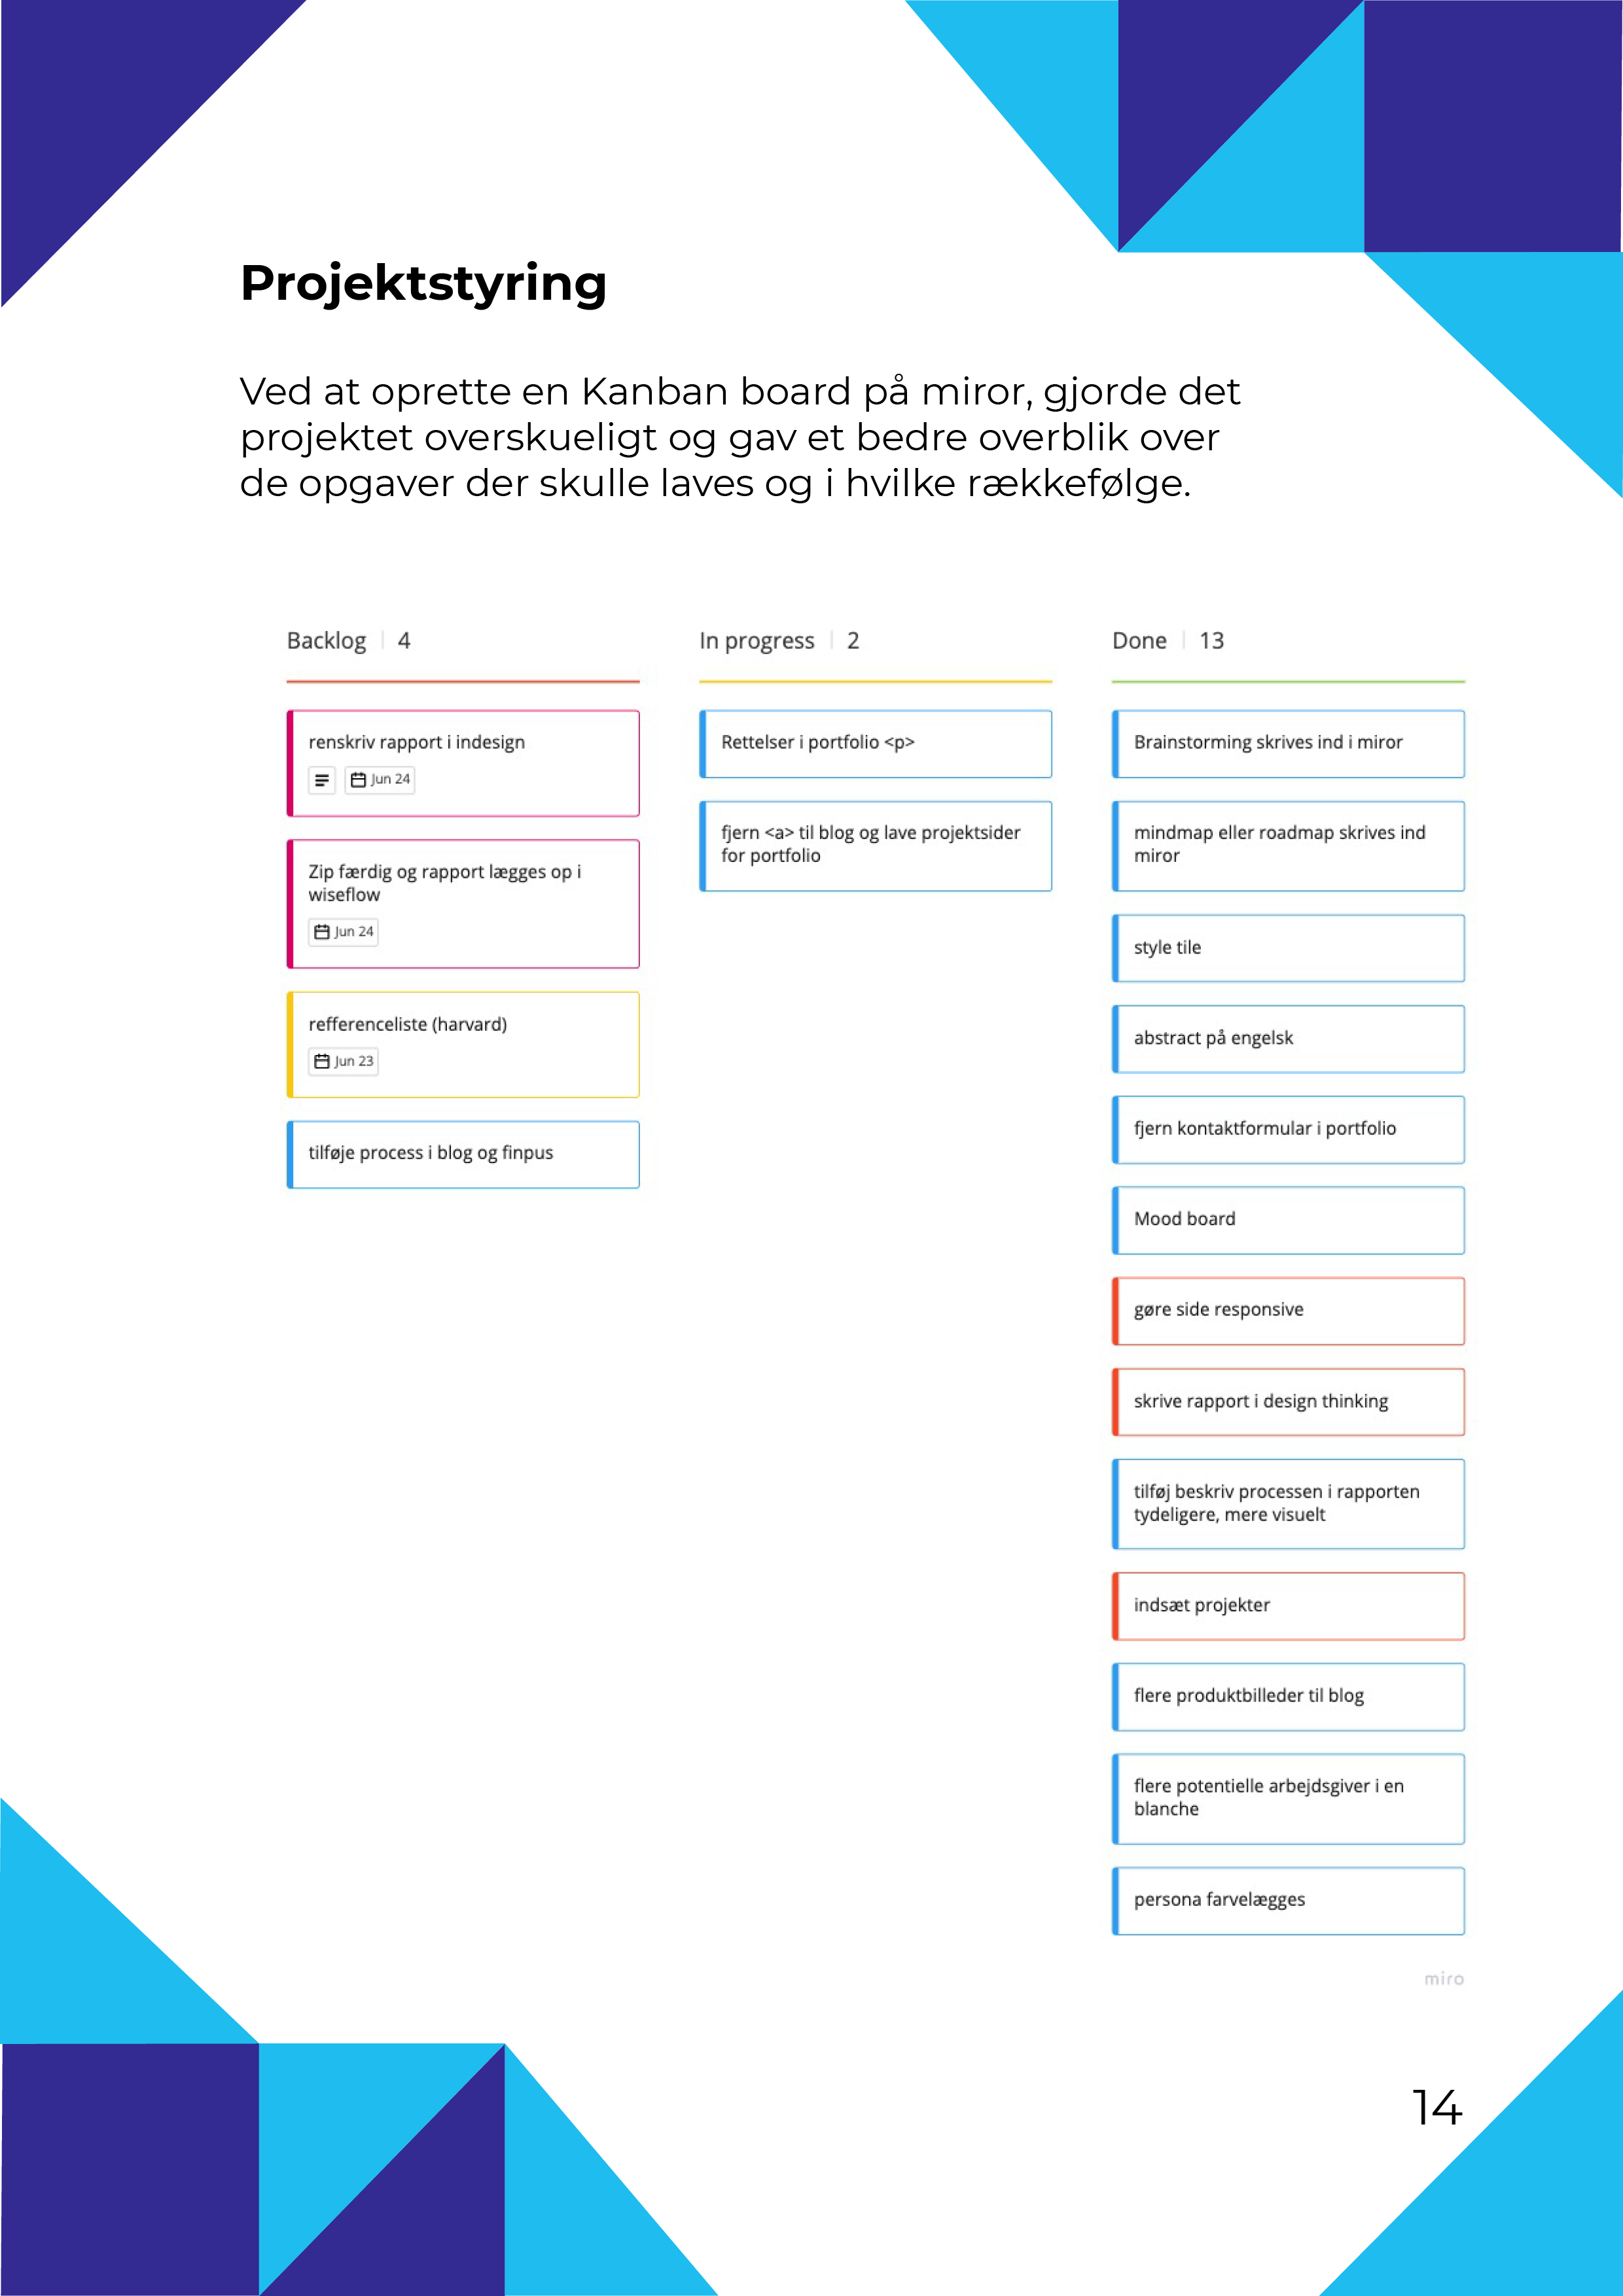 Projektstyring
Ved at oprette en Kanban board på miror, gjorde det
projektet overskueligt og gav et bedre overblik over
de opgaver der skulle laves og i hvilke rækkefølge.
Backlog | 4
renskriv rapport i indesign
Jun 24
Zip færdig og rapport lægges op i
wiseflow
Jun 24
refferenceliste (harvard)
Jun 23
tilføje process i blog og finpus
In progress | 2
Rettelser i portfolio <p>
fjern <a> til blog og lave projektsider
for portfolio
Done | 13
Brainstorming skrives ind i miror
mindmap eller roadmap skrives ind
miror
style tile
abstract på engelsk
fjern kontaktformular i portfolio
Mood board
gøre side responsive
skrive rapport i design thinking
tilføj beskriv processen i rapporten
tydeligere, mere visuelt
indsæt projekter
flere produktbilleder til blog
flere potentielle arbejdsgiver i en
blanche
persona farvelægges
miro
14